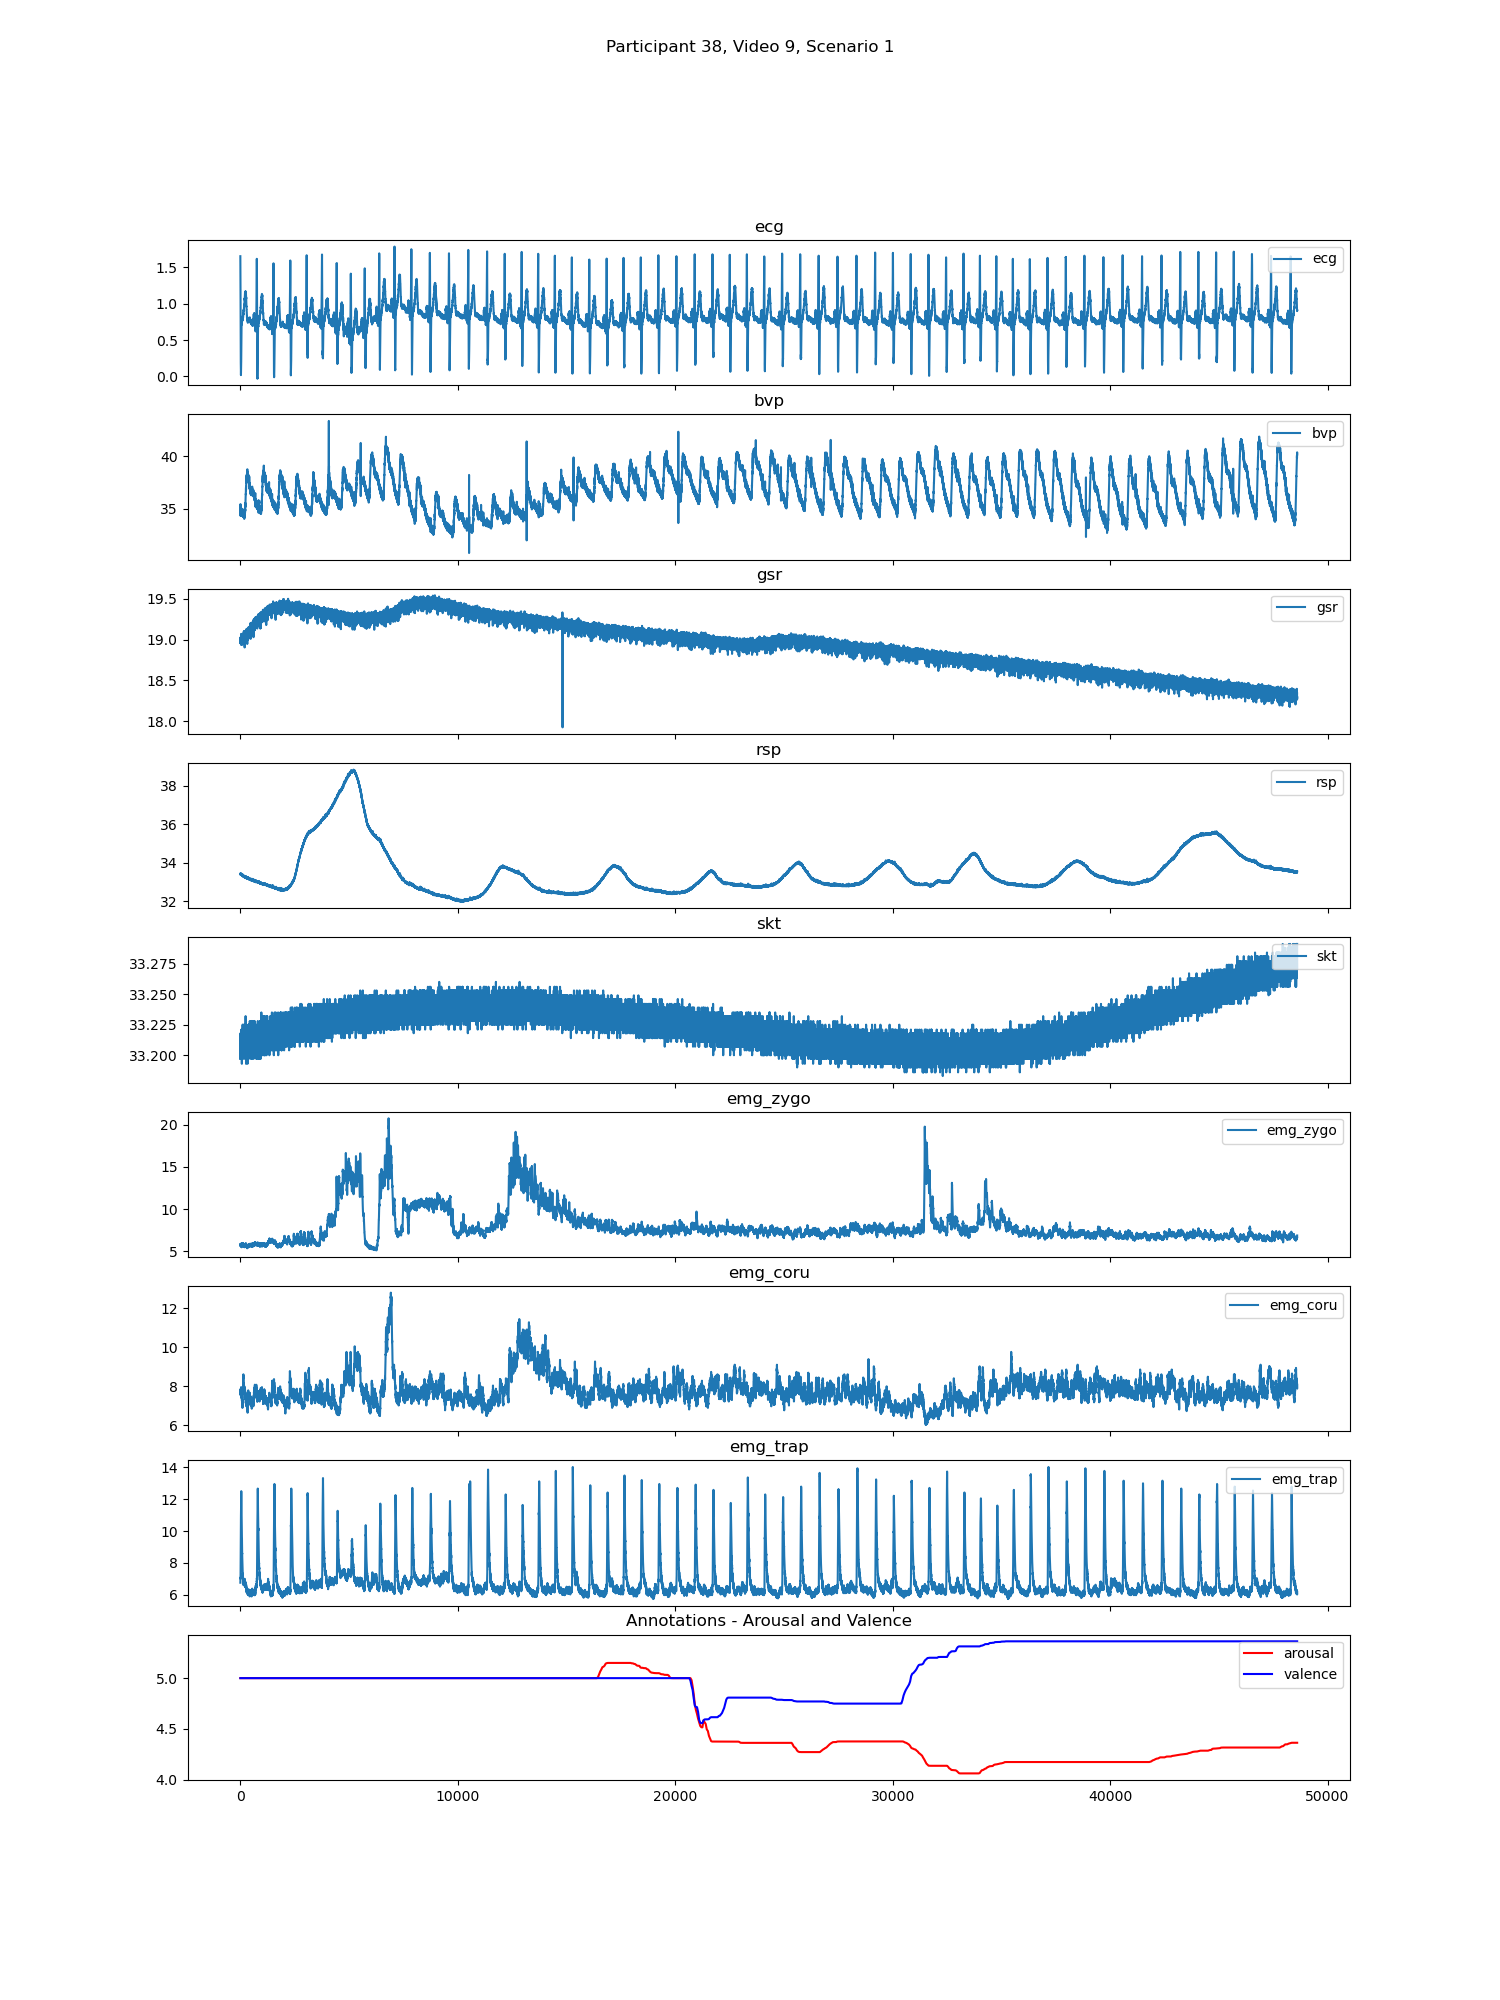 Participant 38, Video 9, Scenario 1
ecg
1.5
1.0
0.5
0.0
ecg
bvp
40
35
bvp
gsr
19.5
19.0
18.5
18.0
gsr
rsp
38
36
34
32
rsp
skt
33.275
33.250
33.225
33.200
skt
emg_zygo
20
15
10
5
emg_zygo
emg_coru
12
10
8
6
emg_coru
emg_trap
14
12
10
8
6
emg_trap
Annotations - Arousal and Valence
5.0
4.5
4.0
arousal
valence
0 10000 20000 30000 40000 50000